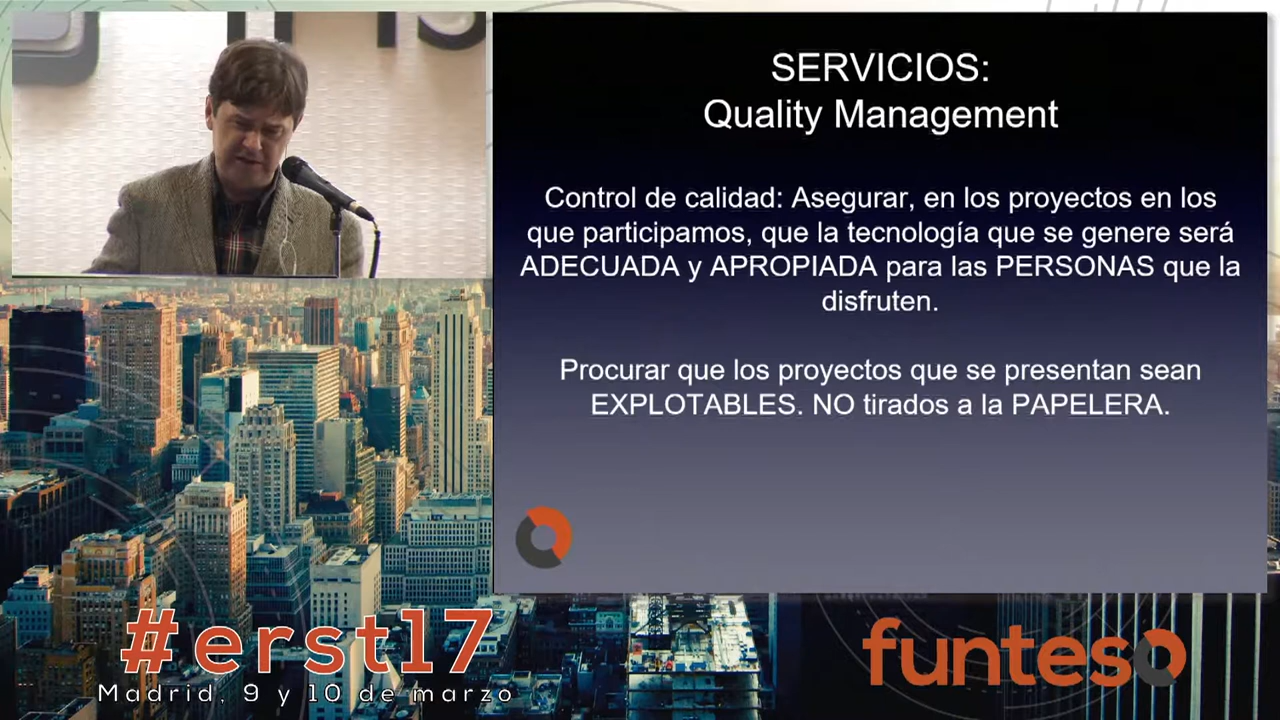 SERVICIOS:
Quality Management
Control de calidad: Asegurar, en los proyectos en los
que participamos, que la tecnología que se genere será
ADECUADA y APROPIADA para las PERSONAS que la
disfruten.
Procurar que los proyectos que se presentan sean
EXPLOTABLES. NO tirados a la PAPELERA.
#erst17
Madrid, 9 y 10 de marzo
funteso